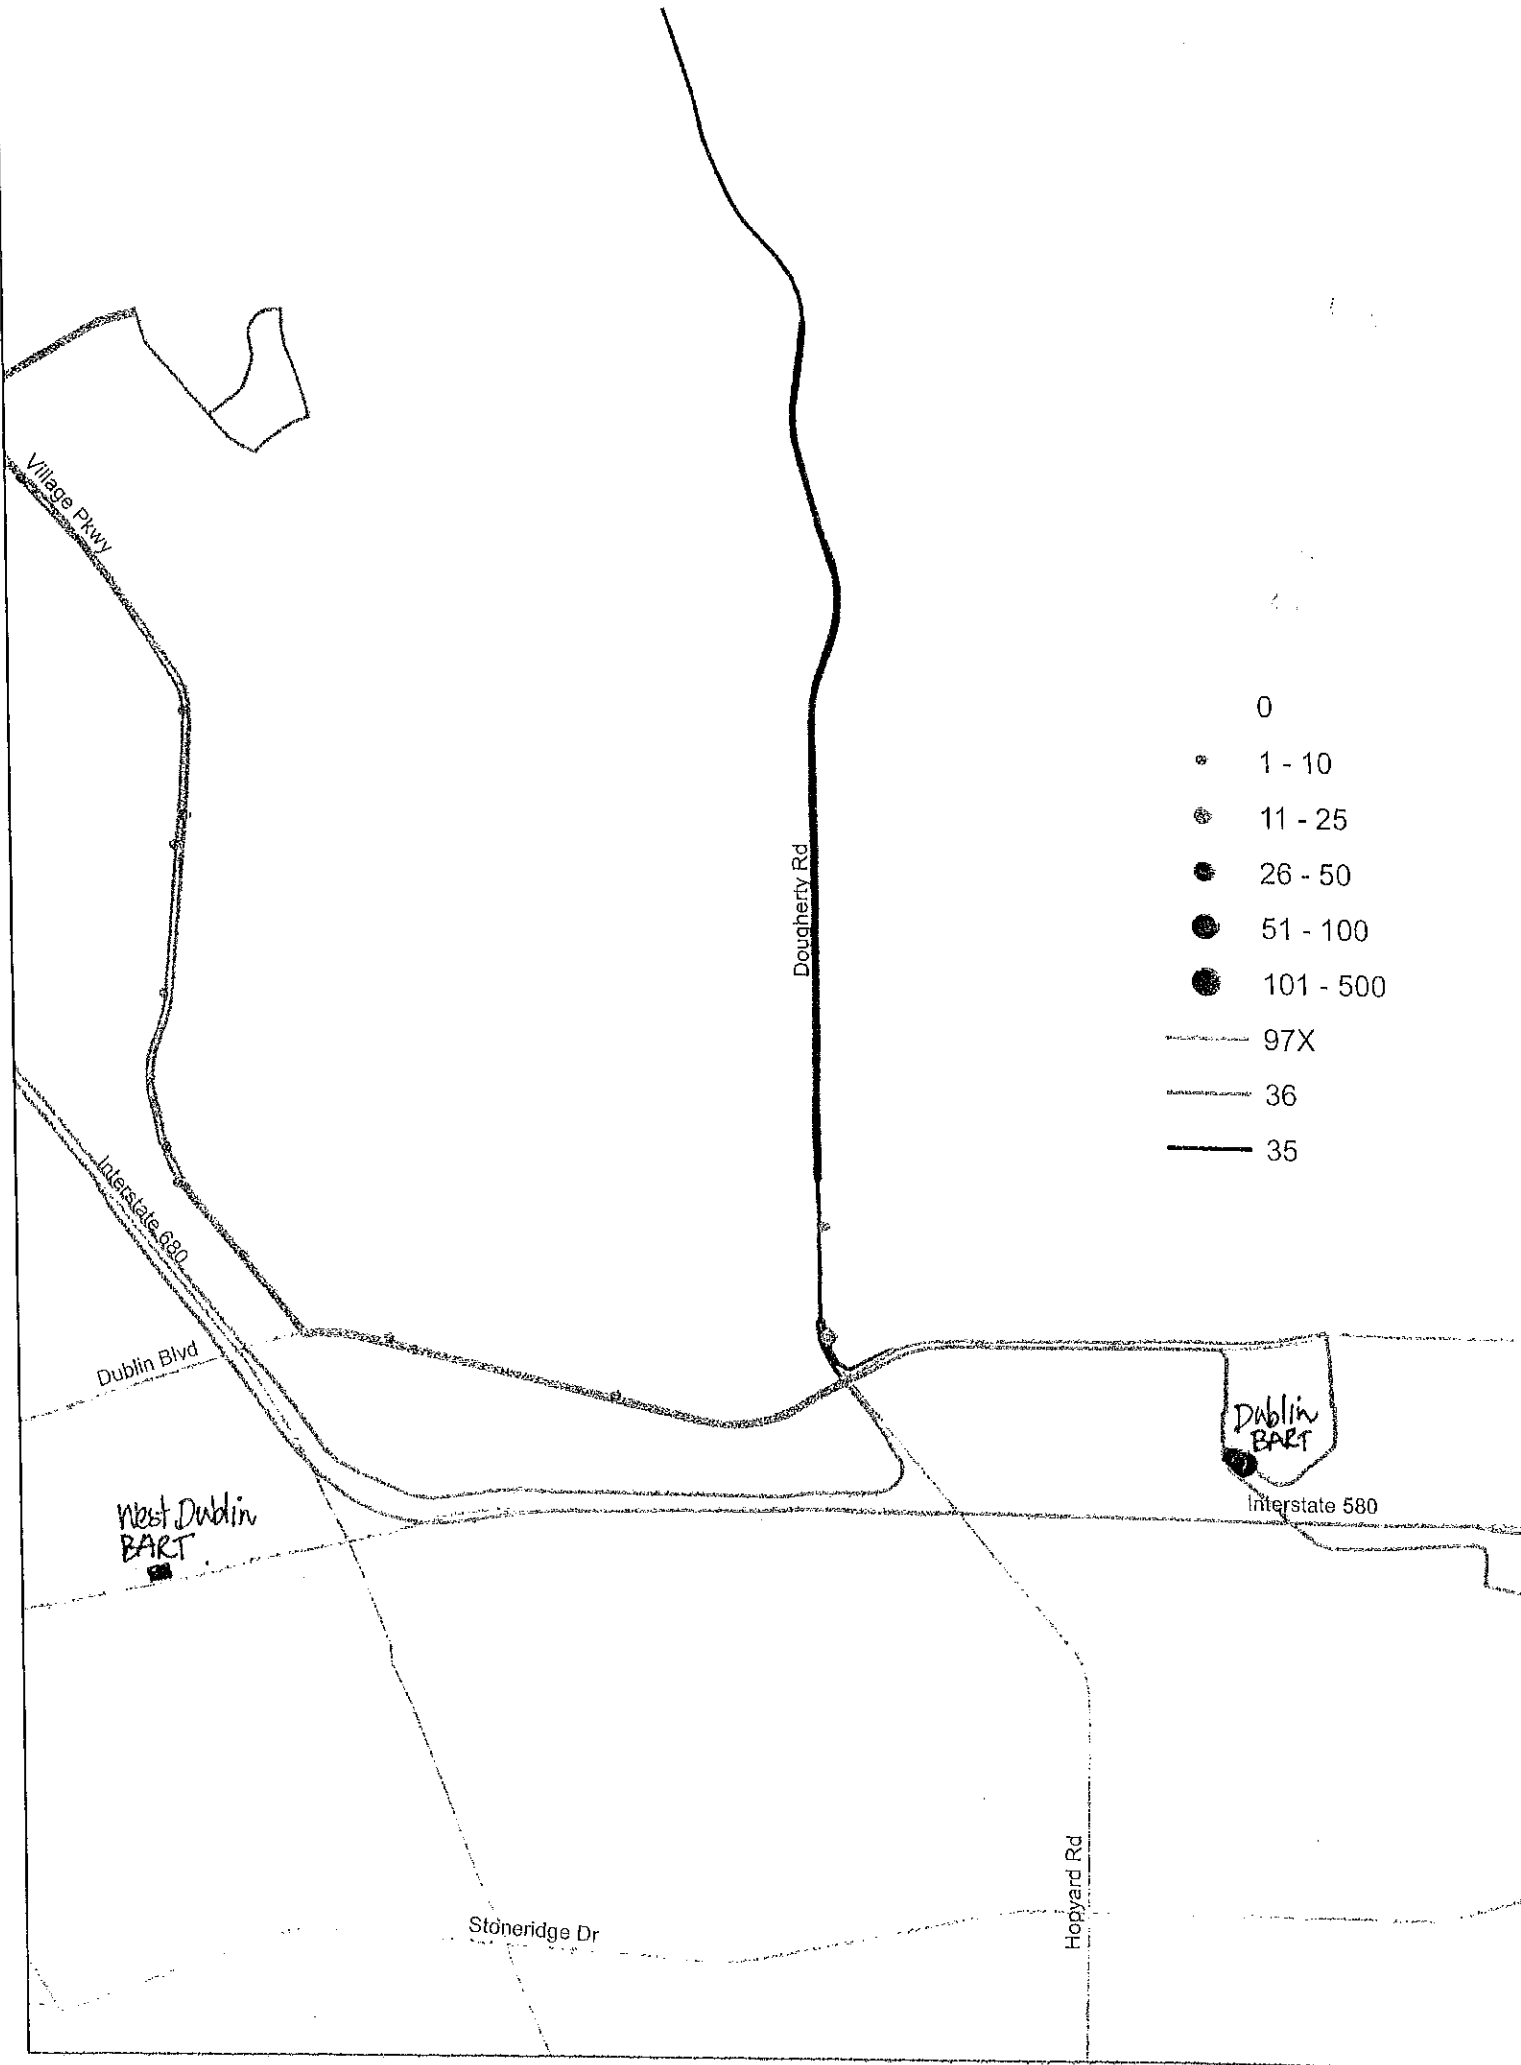 Village Pkwy
0
1 - 10
11 - 25
Dougherty Rd
26 - 50
51 - 100
101 - 500
97X
36
35
Interstate 680
Dublin Blvd
Dublin
BART
Interstate 580
West Dublin
BART
Hopyard Rd
Stoneridge Dr